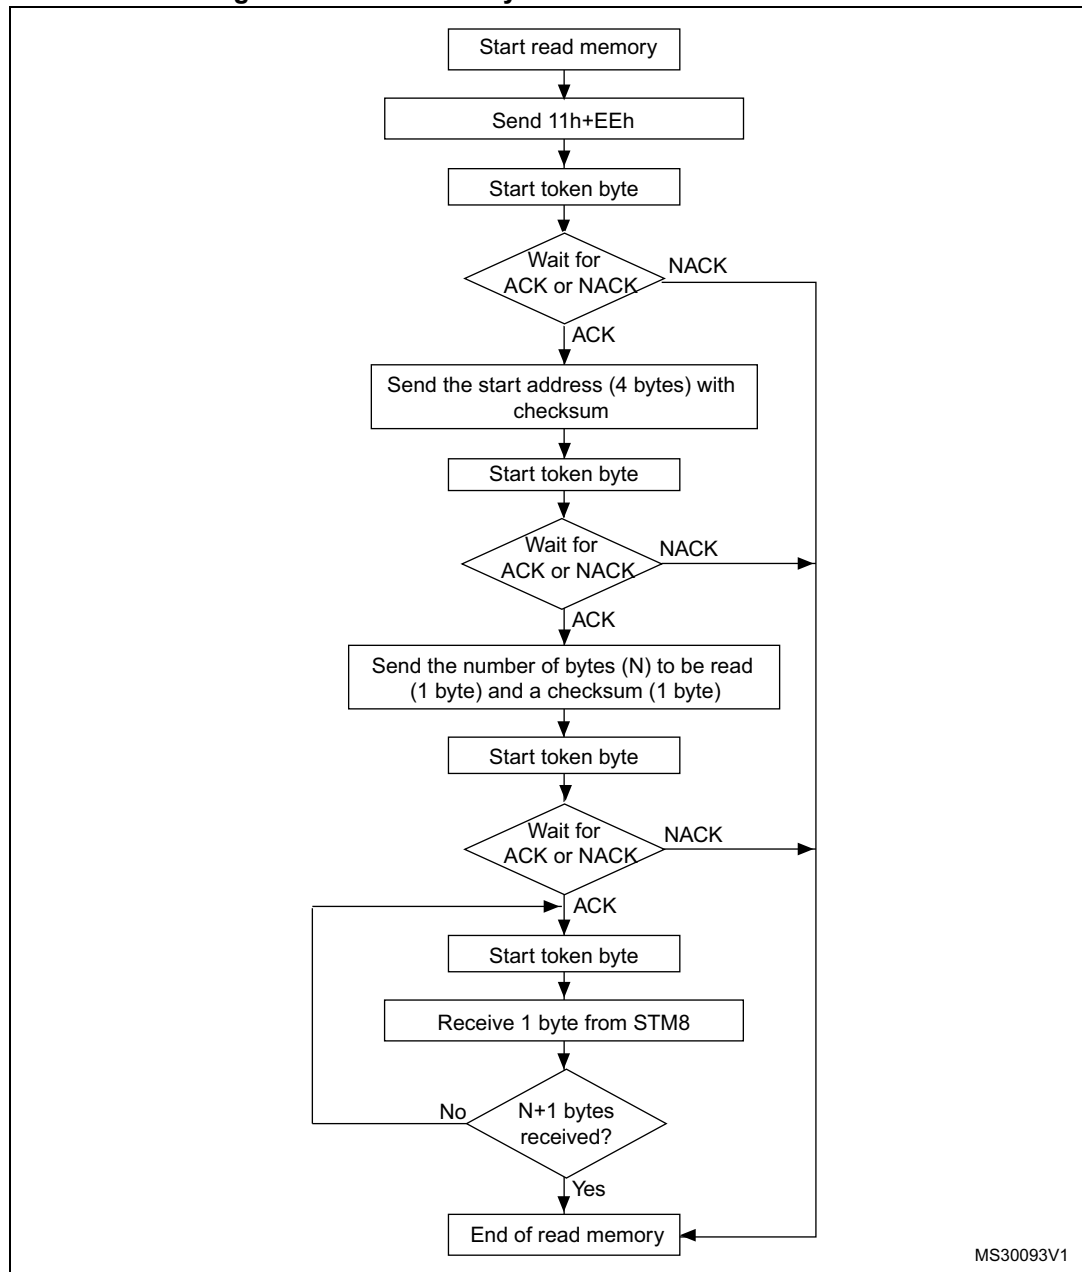 Start read memory
Send 11h+EEh
Start token byte
Wait for
ACK or NACK
NACK
ACK
Send the start address (4 bytes) with
checksum
Start token byte
Wait for
ACK or NACK
NACK
ACK
Send the number of bytes (N) to be read
(1 byte) and a checksum (1 byte)
Start token byte
Wait for
ACK or NACK
NACK
ACK
Start token byte
Receive 1 byte from STM8
No
N+1 bytes
received?
Yes
End of read memory
MS30093V1